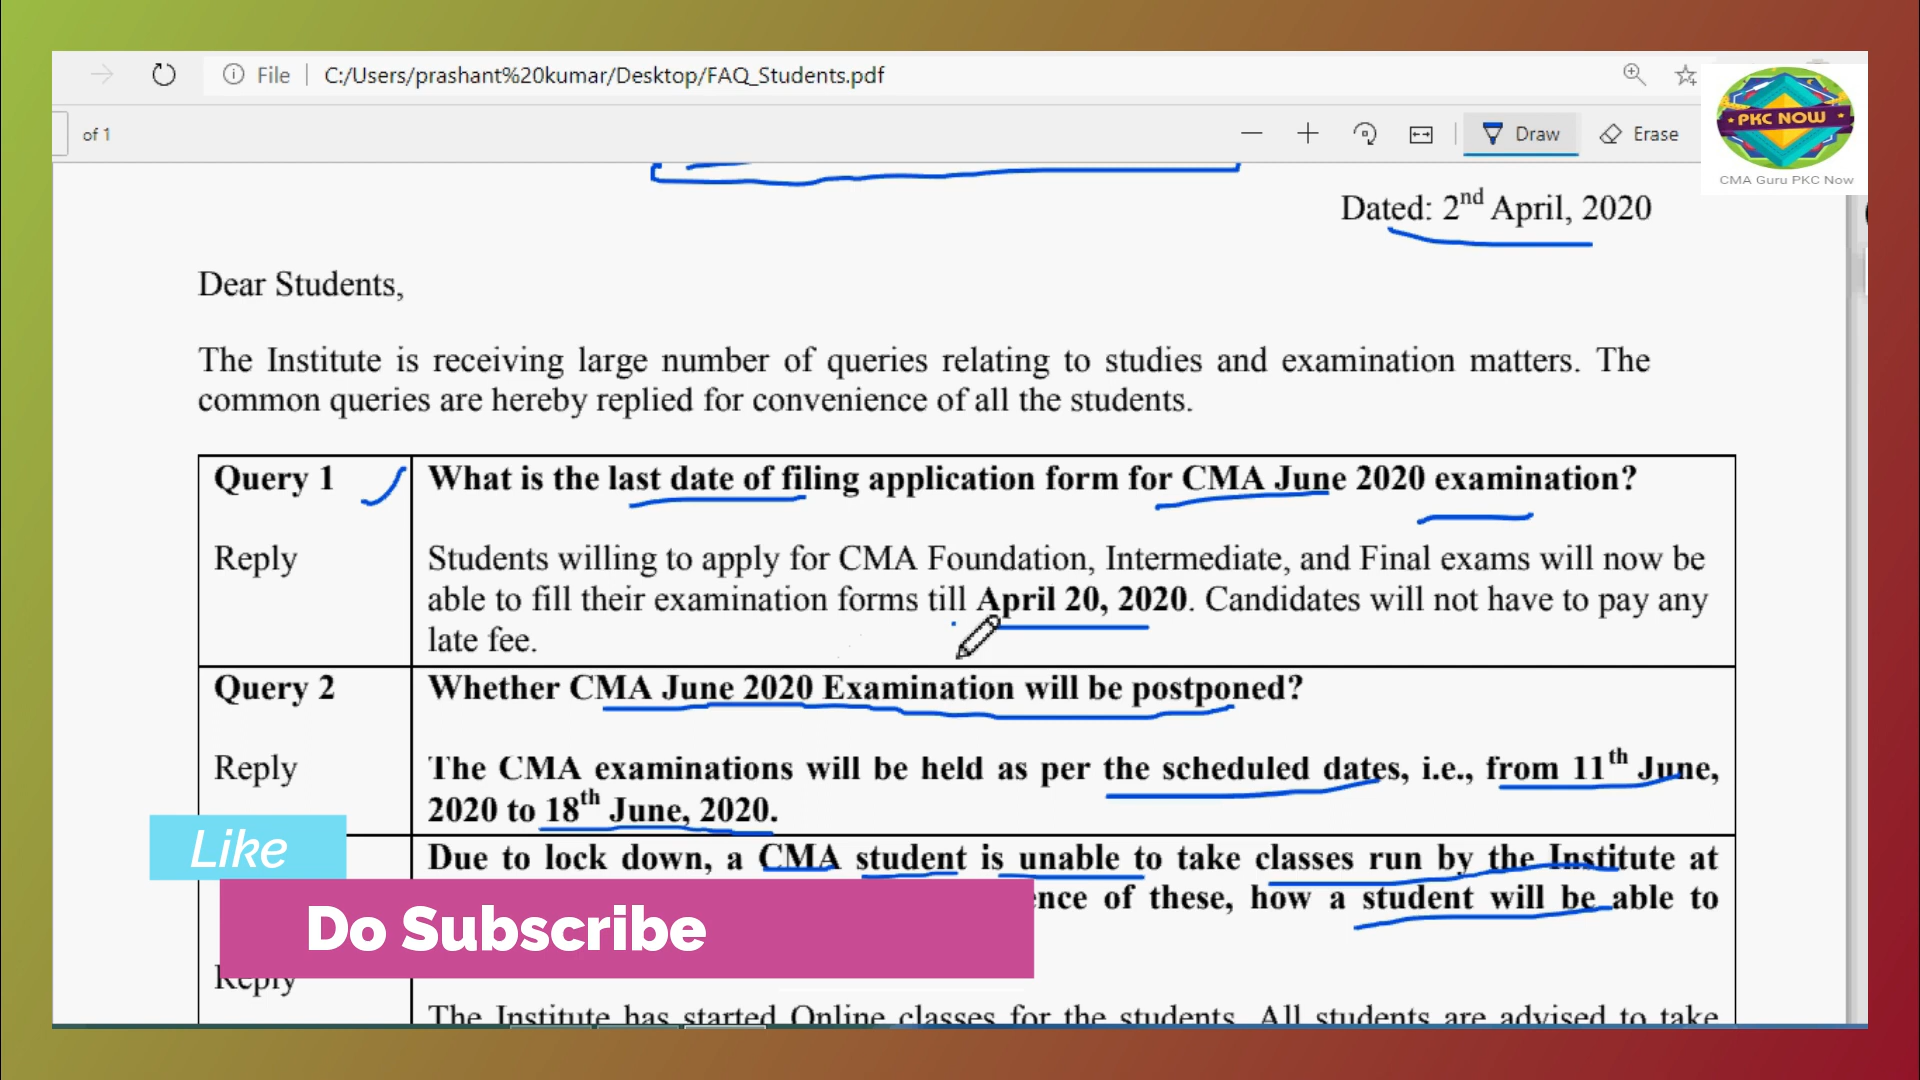 File
C:/Users/prashant%20kumar/Desktop/FAQ_Students.pdf
of 1
Draw
Erase
PKC NOW
CMA Guru PKC Now
Dated: 2nd April, 2020
Dear Students,
The Institute is receiving large number of queries relating to studies and examination matters. The
common queries are hereby replied for convenience of all the students.
Query 1
What is the last date of filing application form for CMA June 2020 examination?
Reply
Students willing to apply for CMA Foundation, Intermediate, and Final exams will now be
able to fill their examination forms till April 20, 2020. Candidates will not have to pay any
late fee.
Query 2
Whether CMA June 2020 Examination will be postponed?
Reply
The CMA examinations will be held as per the scheduled dates, i.e., from 11th June,
2020 to 18th June, 2020.
Due to lock down, a CMA student is unable to take classes run by the Institute at
of these, how a student will be able to
Like
Do Subscribe
Reply
The Institute has started Online classes for the students. All students are advised to take